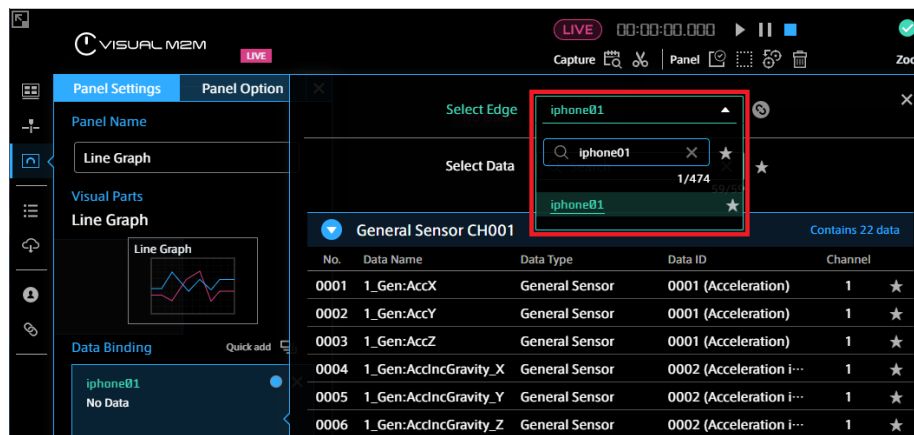 LIVE 00:00:00.000
VISUAL M2M
LIVE
Capture Panel Zoo
Panel Settings Panel Option
Panel Name
Line Graph
Visual Parts
Line Graph
Line Graph
Data Binding Quick add
iphone01
No Data
Select Edge iphone01
iphone01
1/474
Select Data
59/59
iphone01
General Sensor CH001 Contains 22 data
No. Data Name Data Type Data ID Channel
0001 1_Gen:AccX General Sensor 0001 (Acceleration) 1
0002 1_Gen:AccY General Sensor 0001 (Acceleration) 1
0003 1_Gen:AccZ General Sensor 0001 (Acceleration) 1
0004 1_Gen:AccIncGravity_X General Sensor 0002 (Acceleration i··· 1
0005 1_Gen:AccIncGravity_Y General Sensor 0002 (Acceleration i··· 1
0006 1_Gen:AccIncGravity_Z General Sensor 0002 (Acceleration i··· 1